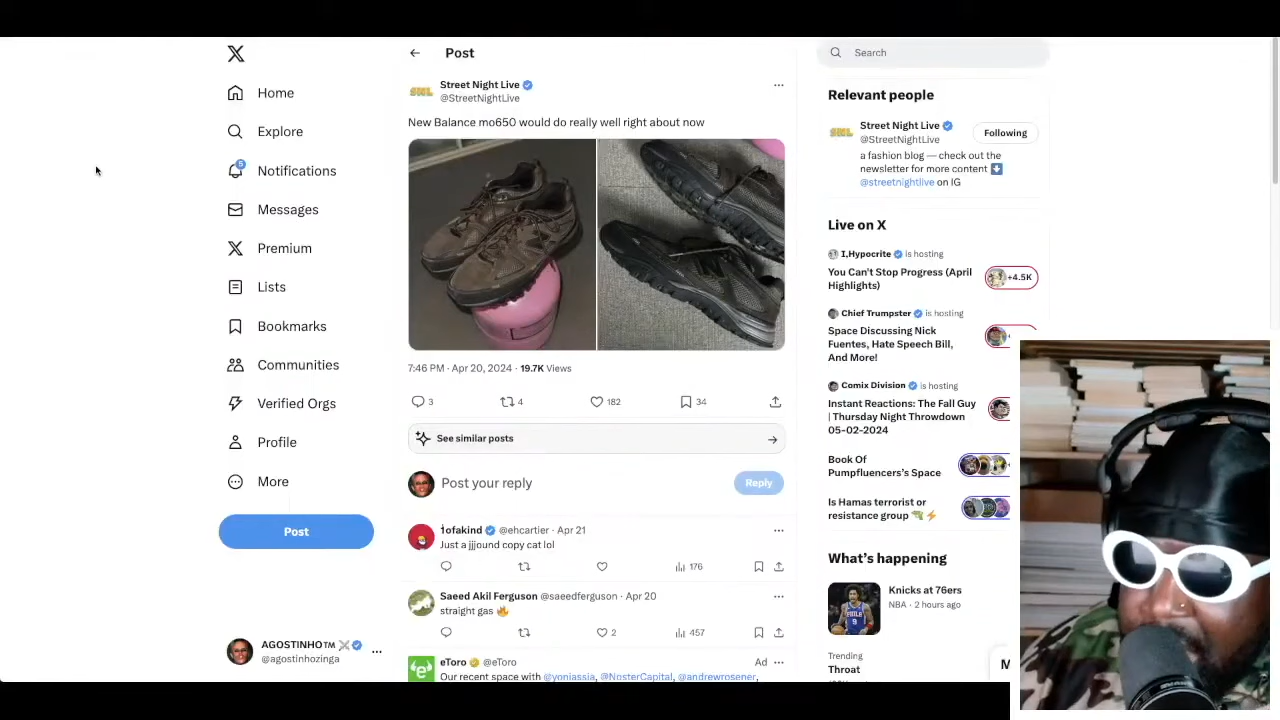 Home
Explore
5
Notifications
Messages
Premium
Lists
Bookmarks
Communities
Verified Orgs
Profile
More
Post
AGOSTINHO™
@agostinhozinga
Post
SNL
Street Night Live
@StreetNightLive
New Balance mo650 would do really well right about now
7:46 PM · Apr 20, 2024 · 19.7K Views
3
4
182
34
See similar posts
Post your reply
Reply
1ofakind @ehcartier · Apr 21
Just a jjjound copy cat lol
176
Saeed Akil Ferguson @saeedferguson · Apr 20
straight gas 🔥
2
457
eToro @eToro
Ad
Our recent space with @yoniassia, @NosterCapital, @andrewrosener,
Search
Relevant people
SNL
Street Night Live
@StreetNightLive
Following
a fashion blog — check out the
newsletter for more content ⬇️
@streetnightlive on IG
Live on X
I,Hypocrite is hosting
You Can't Stop Progress (April
Highlights)
+4.5K
Chief Trumpster is hosting
Space Discussing Nick
Fuentes, Hate Speech Bill,
And More!
Comix Division is hosting
Instant Reactions: The Fall Guy
| Thursday Night Throwdown
05-02-2024
Book Of
Pumpfluencers's Space
Is Hamas terrorist or
resistance group 🔫⚡
What's happening
Knicks at 76ers
NBA · 2 hours ago
Trending
Throat
M